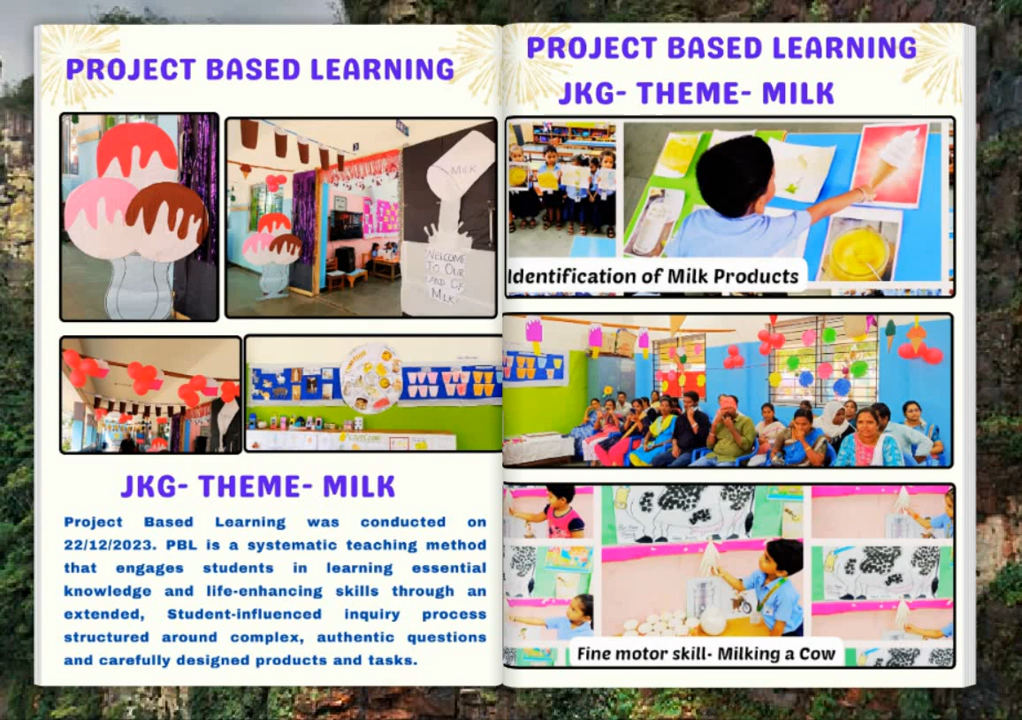 PROJECT BASED LEARNING
MILK
WELCOME
TO OUR
LAND OF
MILK
JKG- THEME- MILK
Project Based Learning was conducted on
22/12/2023. PBL is a systematic teaching method
that engages students in learning essential
knowledge and life-enhancing skills through an
extended, Student-influenced inquiry process
structured around complex, authentic questions
and carefully designed products and tasks.
PROJECT BASED LEARNING
JKG- THEME- MILK
Identification of Milk Products
Fine motor skill- Milking a Cow